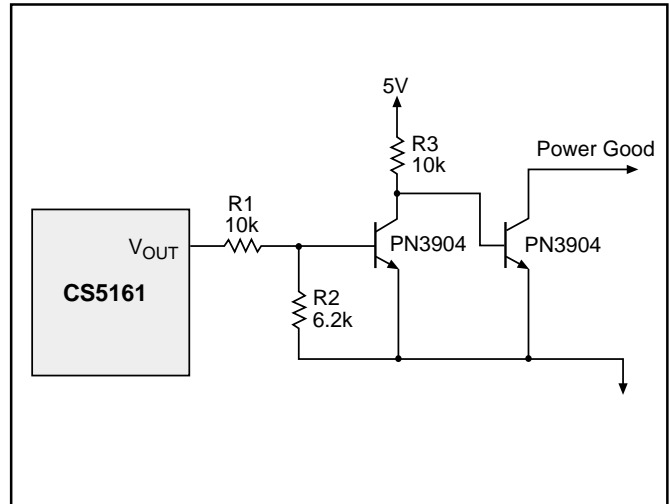 5V
R3
10k
Power Good
R1
10k
VOUT
PN3904
PN3904
CS5161
R2
6.2k